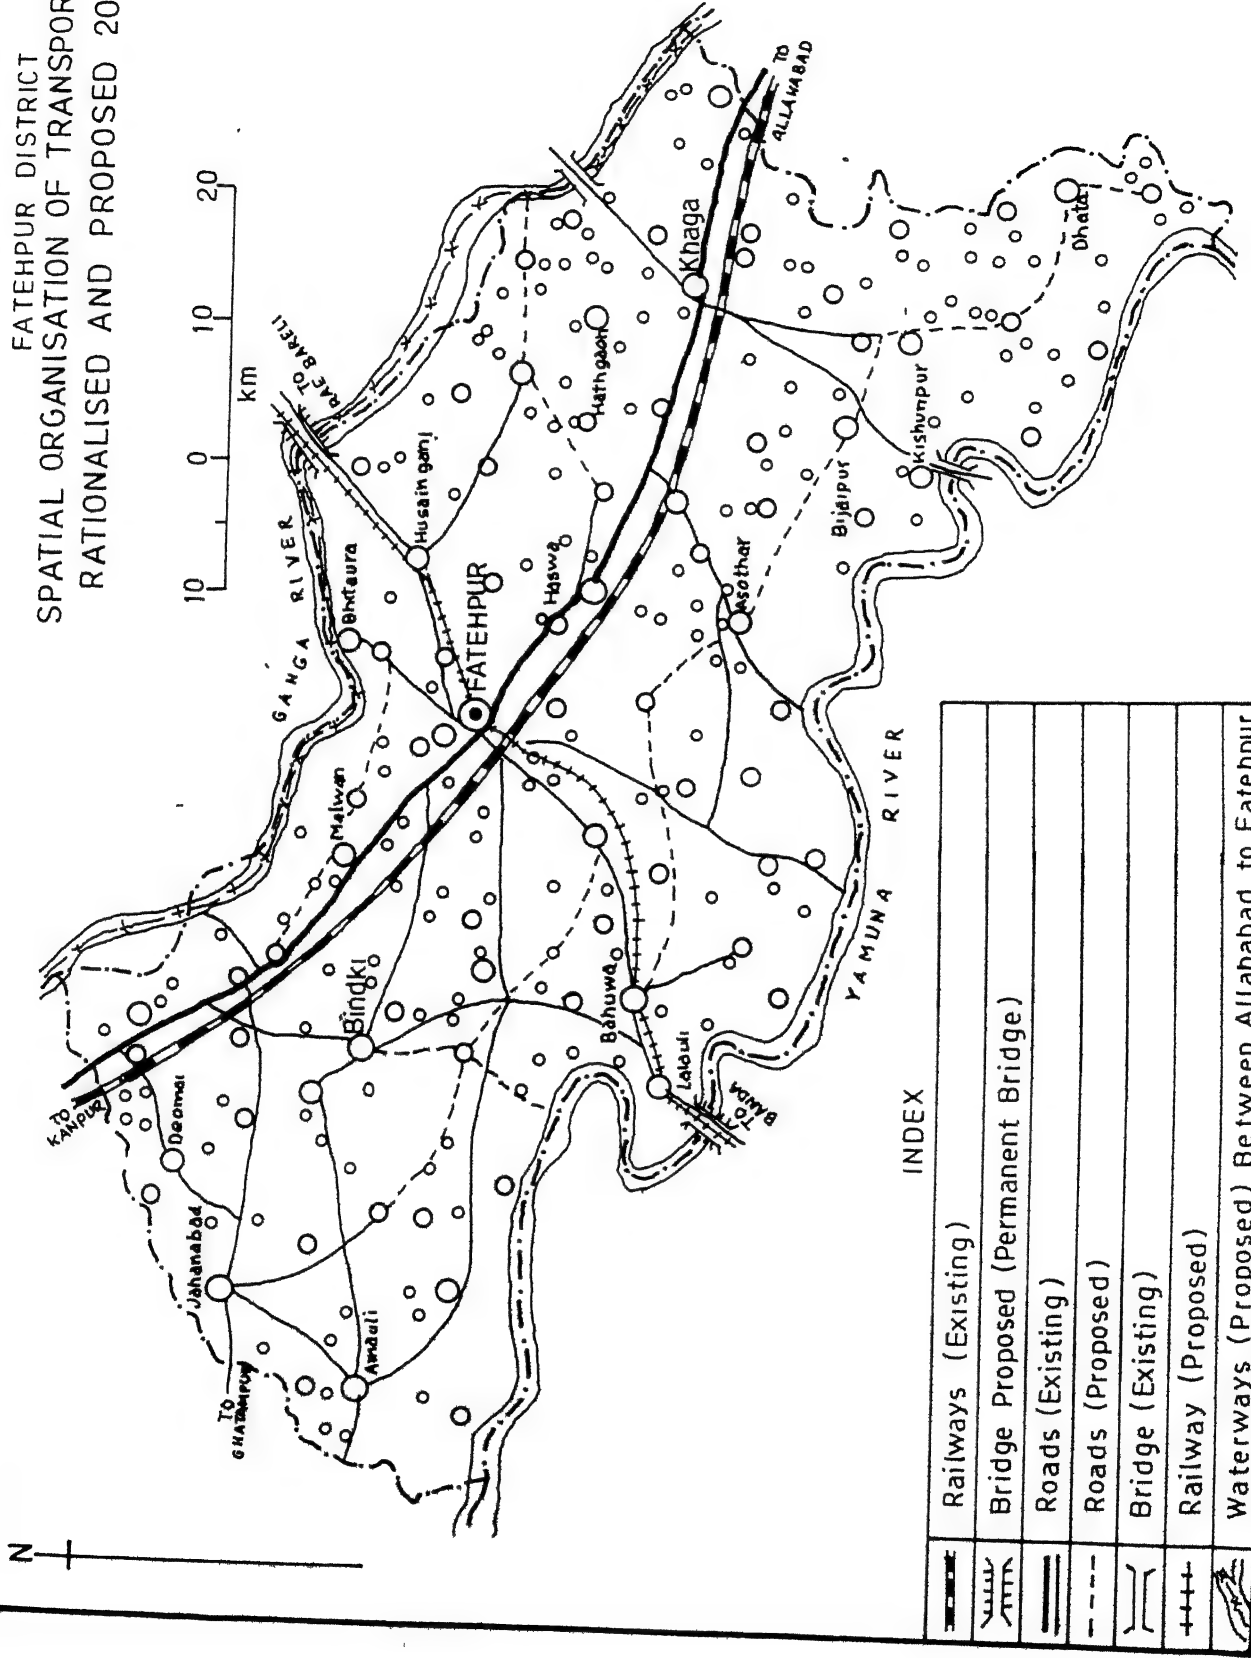 FATEHPUR DISTRICT
SPATIAL ORGANISATION OF TRANSPOR
RATIONALISED AND PROPOSED 20
N
10 0 10 20
km
TO RAE BARELI
GANGA RIVER
Bhitaura
Husainganj
FATEHPUR
Haswa
Hathgaon
Khaga
TO ALLAHABAD
Malwan
Bindki
TO KANPUR
Deomai
Jahanabad
TO GHATAMPUR
Amauli
Bahuwa
Lalauli
TO BANDA
Asothar
Bijaipur
Kishunpur
Dhata
YAMUNA RIVER
INDEX
Railways (Existing)
Bridge Proposed (Permanent Bridge)
Roads (Existing)
Roads (Proposed)
Bridge (Existing)
Railway (Proposed)
Waterways (Proposed) Between Allahabad to Fatehpur